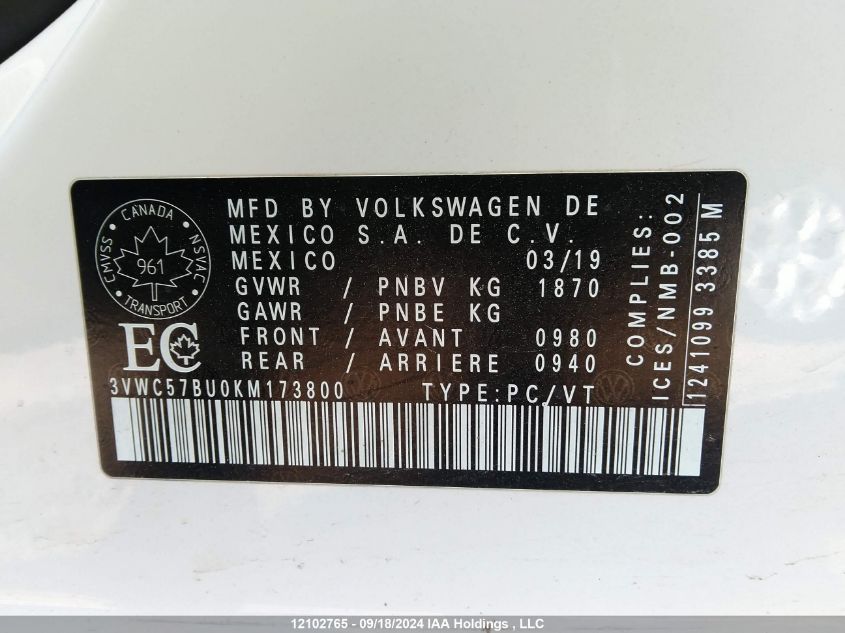 CANADA
CMVSS
961
NSVAC
TRANSPORT
EC
MFD BY VOLKSWAGEN DE
MEXICO S.A. DE C.V.
MEXICO 03/19
GVWR / PNBV KG 1870
GAWR / PNBE KG
FRONT / AVANT 0980
REAR / ARRIERE 0940
3VWC57BU0KM173800 TYPE:PC/VT
COMPLIES:
ICES/NMB-002
1241099 3385M
12102765 - 09/18/2024 IAA Holdings , LLC